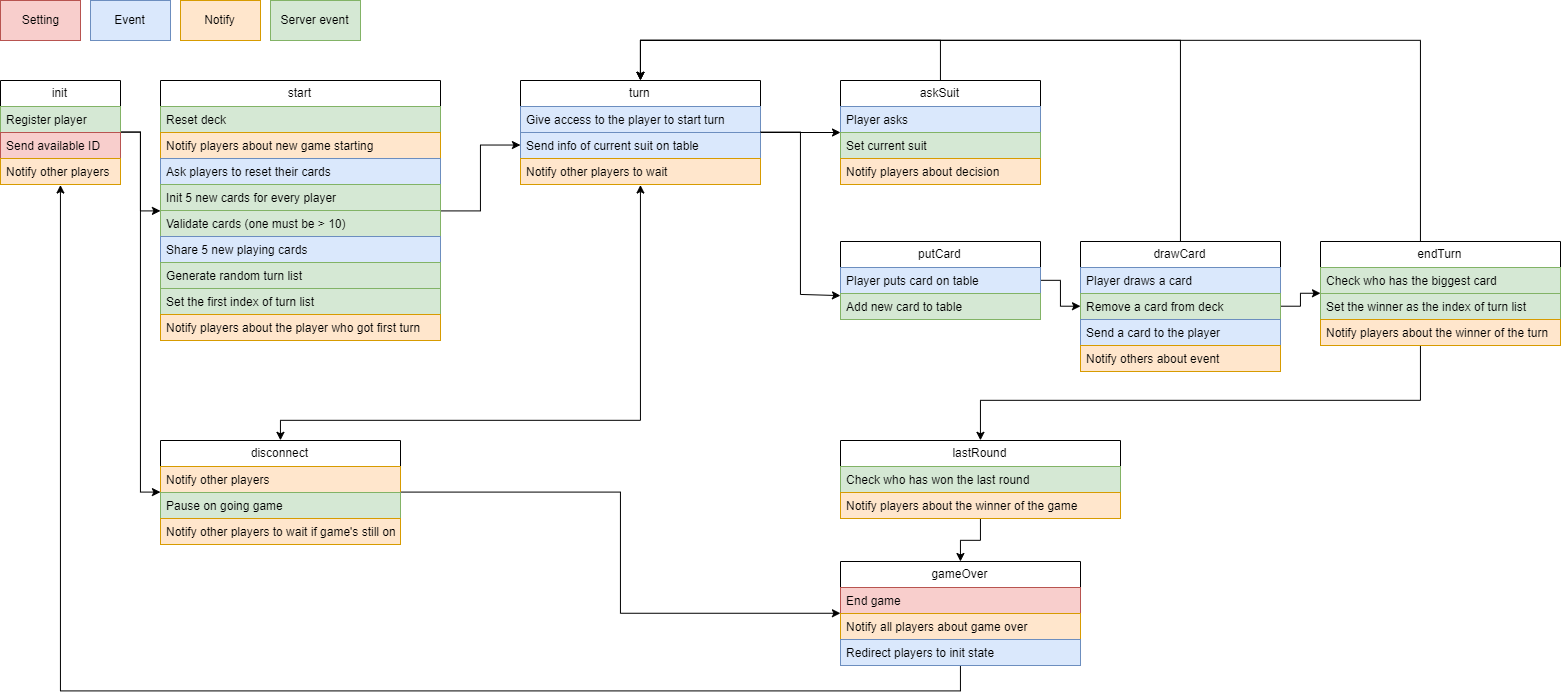 Setting
Event
Notify
Server event
init
Register player
Send available ID
Notify other players
start
Reset deck
Notify players about new game starting
Ask players to reset their cards
Init 5 new cards for every player
Validate cards (one must be > 10)
Share 5 new playing cards
Generate random turn list
Set the first index of turn list
Notify players about the player who got first turn
turn
Give access to the player to start turn
Send info of current suit on table
Notify other players to wait
askSuit
Player asks
Set current suit
Notify players about decision
putCard
Player puts card on table
Add new card to table
drawCard
Player draws a card
Remove a card from deck
Send a card to the player
Notify others about event
endTurn
Check who has the biggest card
Set the winner as the index of turn list
Notify players about the winner of the turn
disconnect
Notify other players
Pause on going game
Notify other players to wait if game's still on
lastRound
Check who has won the last round
Notify players about the winner of the game
gameOver
End game
Notify all players about game over
Redirect players to init state